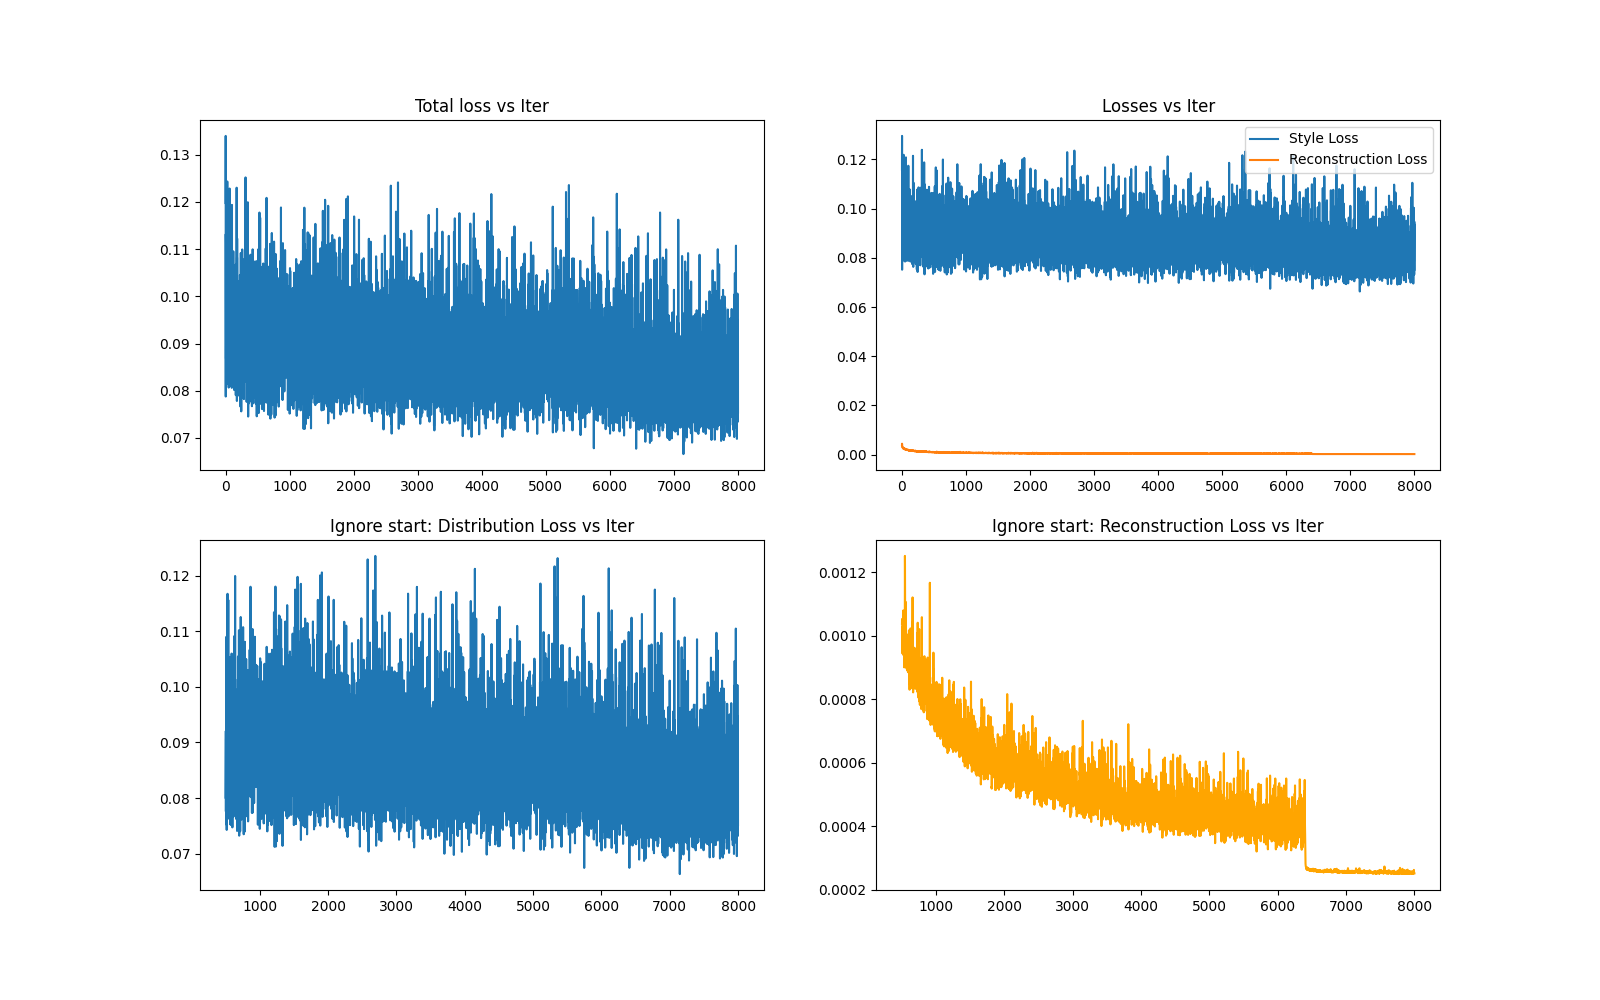 Total loss vs Iter
0.13
0.12
0.11
0.10
0.09
0.08
0.07
0 1000 2000 3000 4000 5000 6000 7000 8000
Losses vs Iter
Style Loss
Reconstruction Loss
0.12
0.10
0.08
0.06
0.04
0.02
0.00
0 1000 2000 3000 4000 5000 6000 7000 8000
Ignore start: Distribution Loss vs Iter
0.12
0.11
0.10
0.09
0.08
0.07
1000 2000 3000 4000 5000 6000 7000 8000
Ignore start: Reconstruction Loss vs Iter
0.0012
0.0010
0.0008
0.0006
0.0004
0.0002
1000 2000 3000 4000 5000 6000 7000 8000